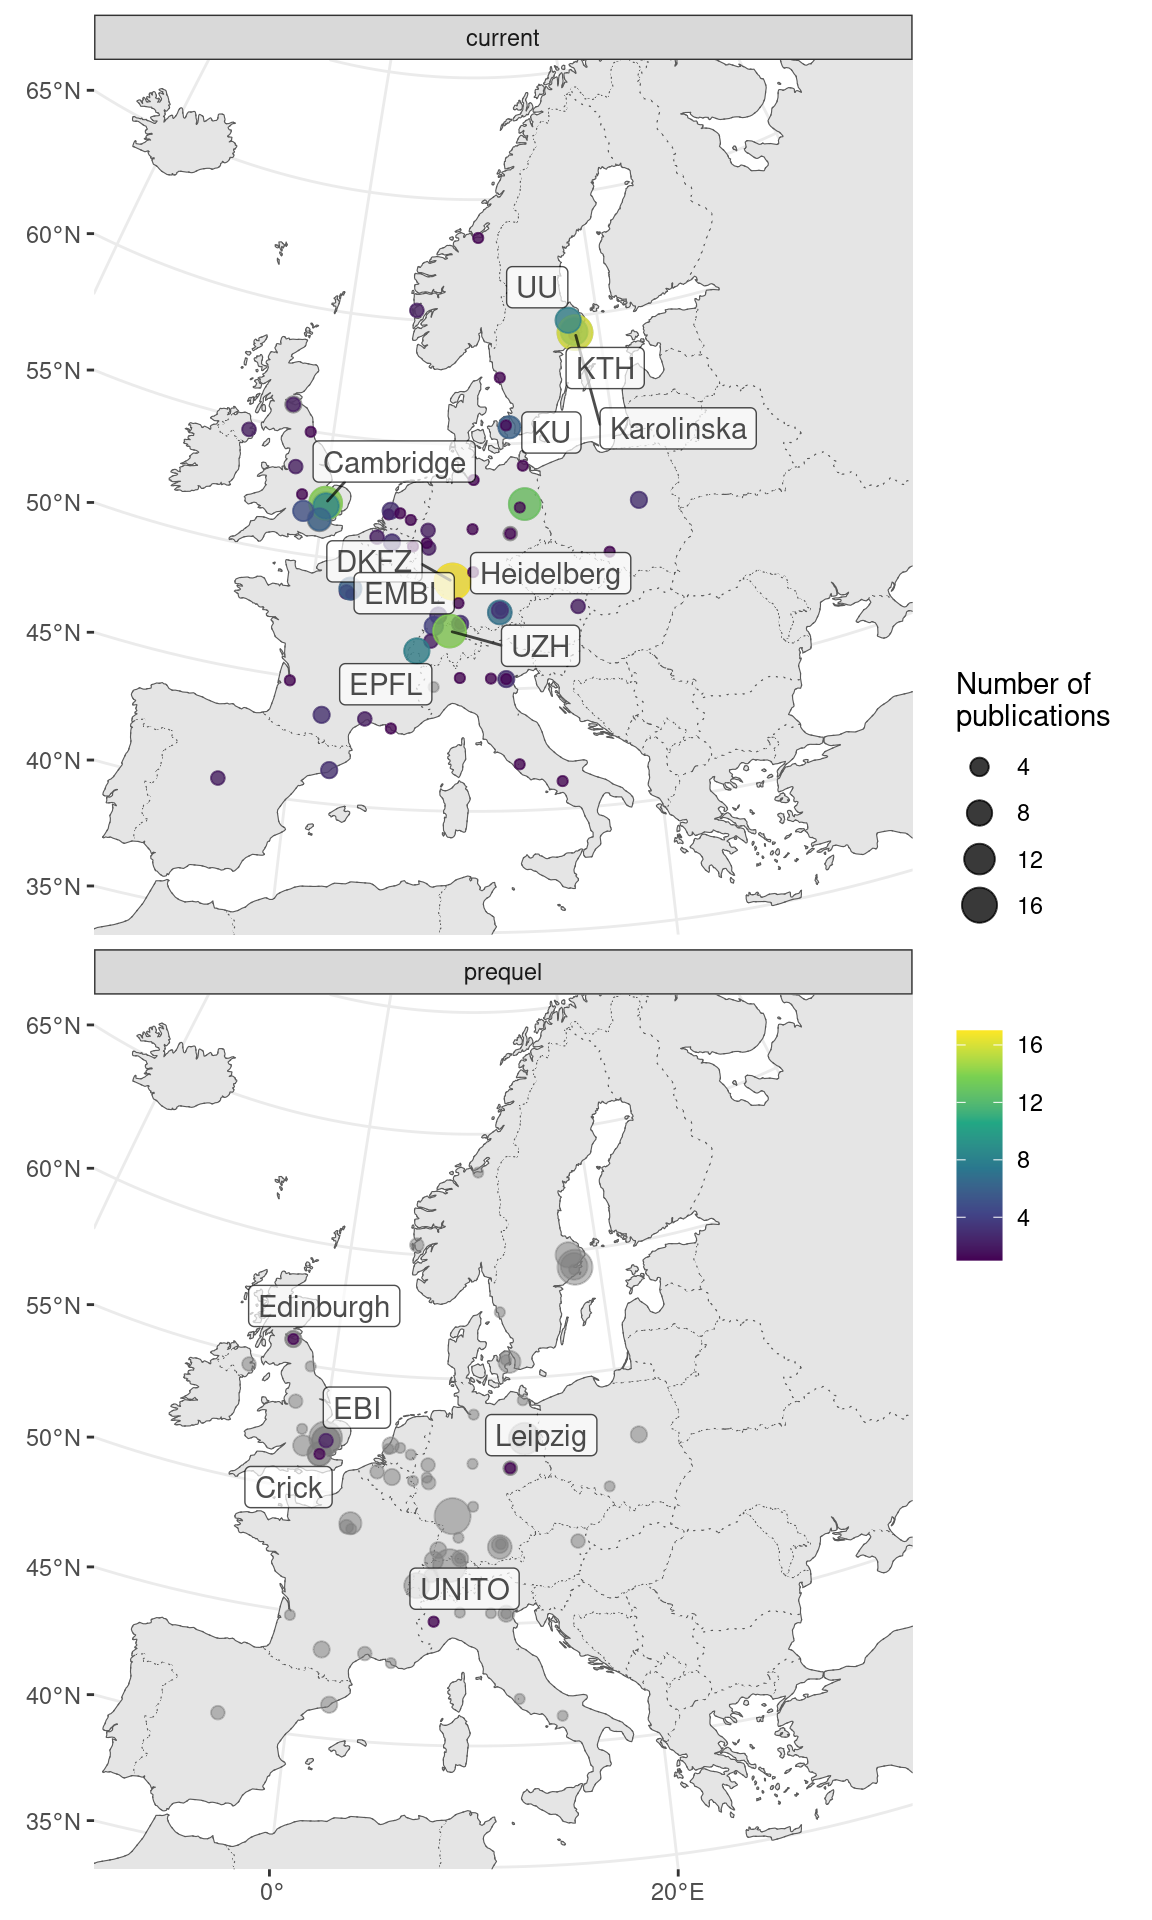 current
65°N
60°N
55°N
50°N
45°N
40°N
35°N
UU
KTH
Karolinska
KU
Cambridge
DKFZ
Heidelberg
EMBL
UZH
EPFL
Number of
publications
4
8
12
16
prequel
65°N
60°N
55°N
50°N
45°N
40°N
35°N
Edinburgh
EBI
Leipzig
Crick
UNITO
0°
20°E
16
12
8
4